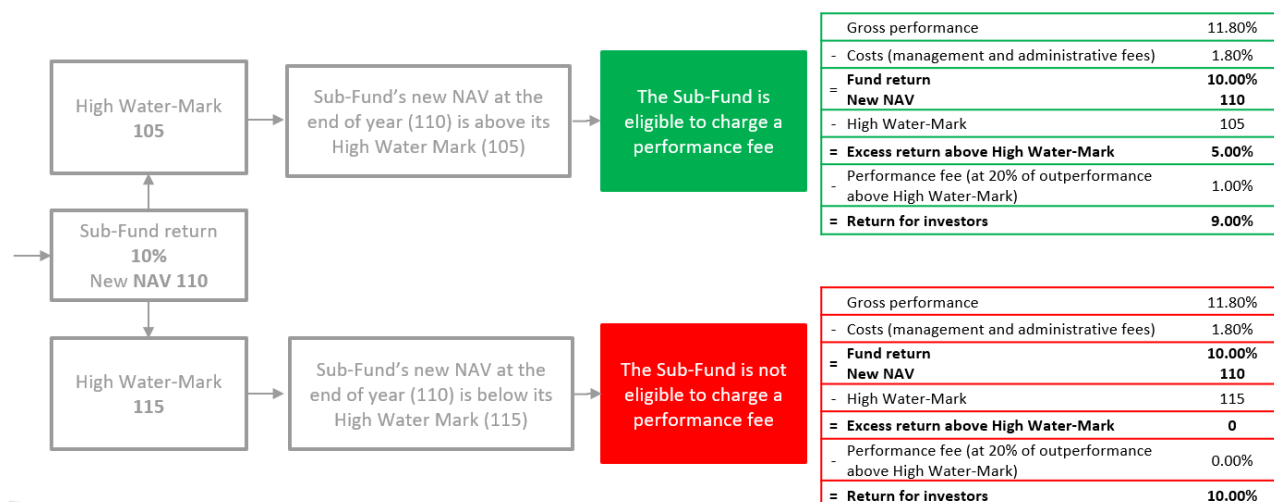 High Water-Mark
105
Sub-Fund's new NAV at the
end of year (110) is above its
High Water Mark (105)
The Sub-Fund is
eligible to charge a
performance fee
Gross performance 11.80%
- Costs (management and administrative fees) 1.80%
= Fund return 10.00%
New NAV 110
- High Water-Mark 105
= Excess return above High Water-Mark 5.00%
- Performance fee (at 20% of outperformance
above High Water-Mark) 1.00%
= Return for investors 9.00%
Sub-Fund return
10%
New NAV 110
High Water-Mark
115
Sub-Fund's new NAV at the
end of year (110) is below its
High Water Mark (115)
The Sub-Fund is not
eligible to charge a
performance fee
Gross performance 11.80%
- Costs (management and administrative fees) 1.80%
= Fund return 10.00%
New NAV 110
- High Water-Mark 115
= Excess return above High Water-Mark 0
- Performance fee (at 20% of outperformance
above High Water-Mark) 0.00%
= Return for investors 10.00%